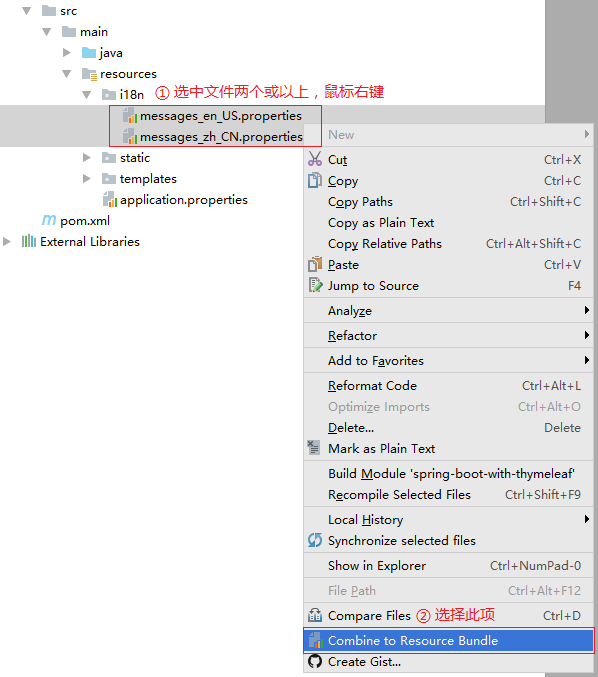 src
main
java
resources
i18n ① 选中文件两个或以上，鼠标右键
messages_en_US.properties
messages_zh_CN.properties
static
templates
application.properties
pom.xml
External Libraries
New
Cut Ctrl+X
Copy Ctrl+C
Copy Paths Ctrl+Shift+C
Copy as Plain Text
Copy Relative Paths Ctrl+Alt+Shift+C
Paste Ctrl+V
Jump to Source F4
Analyze
Refactor
Add to Favorites
Reformat Code Ctrl+Alt+L
Optimize Imports Ctrl+Alt+O
Delete... Delete
Mark as Plain Text
Build Module 'spring-boot-with-thymeleaf'
Recompile Selected Files Ctrl+Shift+F9
Local History
Synchronize selected files
Show in Explorer Ctrl+NumPad-0
File Path Ctrl+Alt+F12
Compare Files ② 选择此项 Ctrl+D
Combine to Resource Bundle
Create Gist...